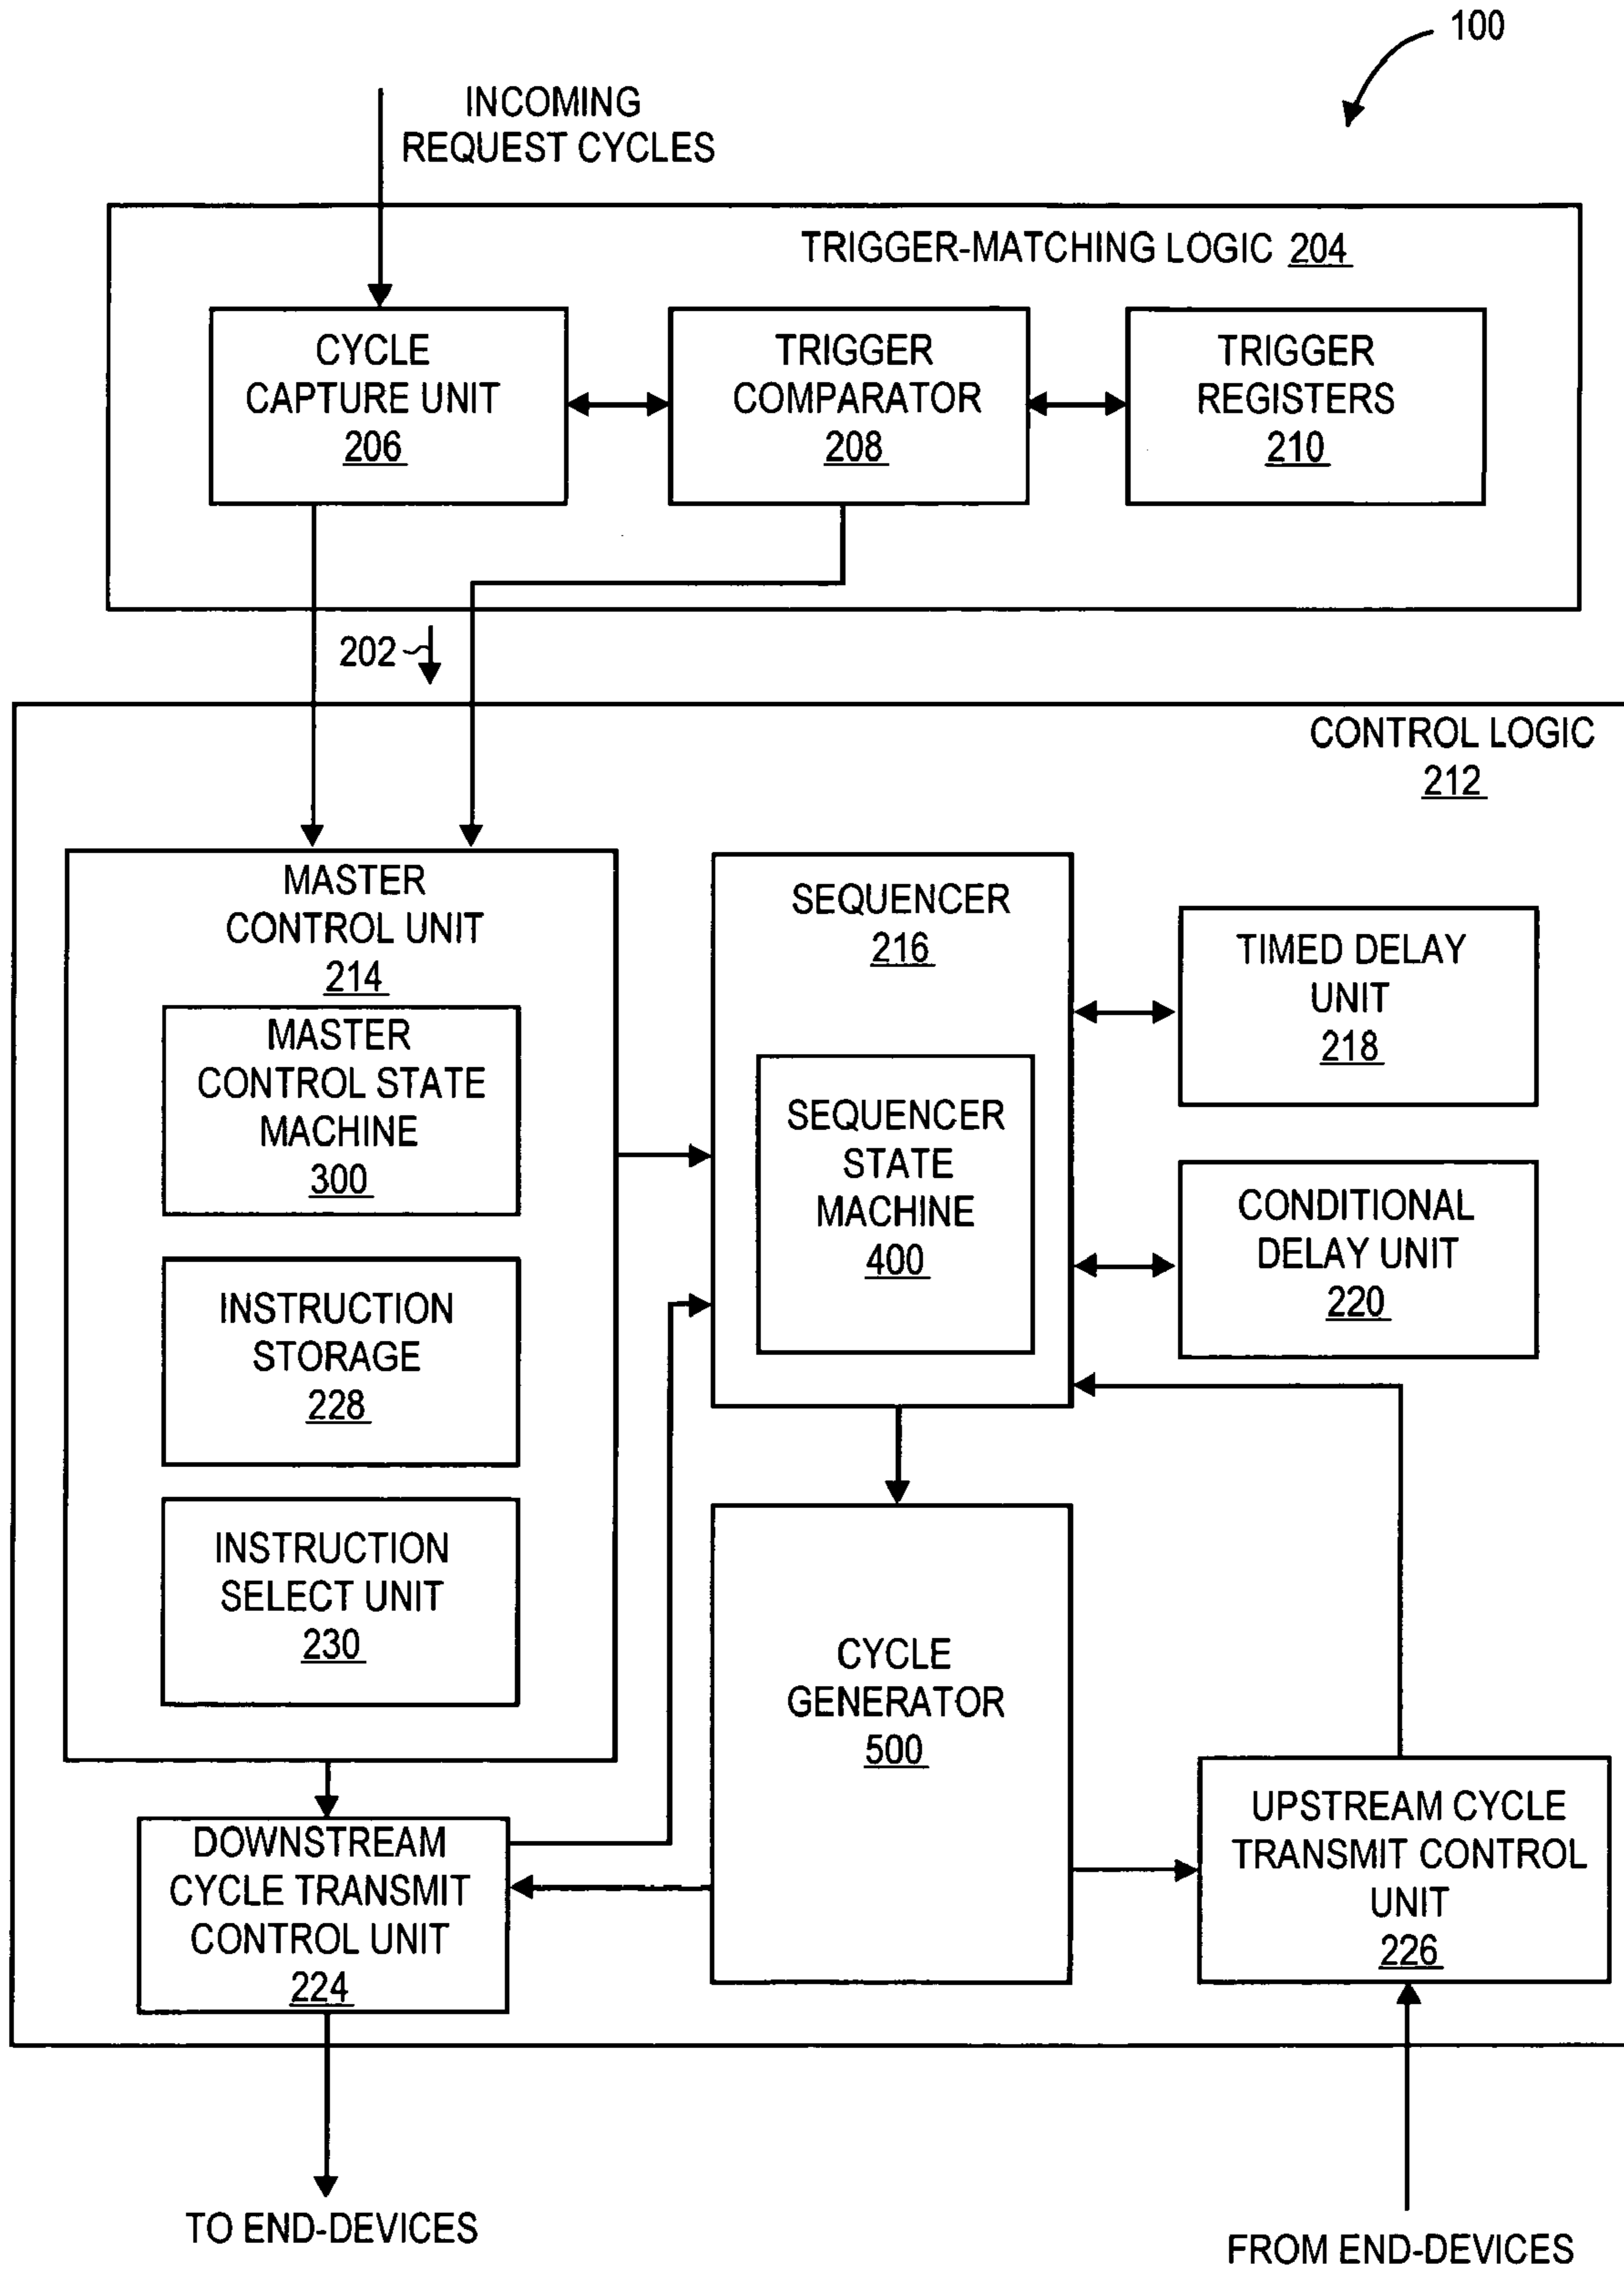 100
INCOMING
REQUEST CYCLES
TRIGGER-MATCHING LOGIC 204
CYCLE
CAPTURE UNIT
206
TRIGGER
COMPARATOR
208
TRIGGER
REGISTERS
210
202
CONTROL LOGIC
212
MASTER
CONTROL UNIT
214
MASTER
CONTROL STATE
MACHINE
300
INSTRUCTION
STORAGE
228
INSTRUCTION
SELECT UNIT
230
SEQUENCER
216
SEQUENCER
STATE
MACHINE
400
TIMED DELAY
UNIT
218
CONDITIONAL
DELAY UNIT
220
CYCLE
GENERATOR
500
DOWNSTREAM
CYCLE TRANSMIT
CONTROL UNIT
224
UPSTREAM CYCLE
TRANSMIT CONTROL
UNIT
226
TO END-DEVICES
FROM END-DEVICES